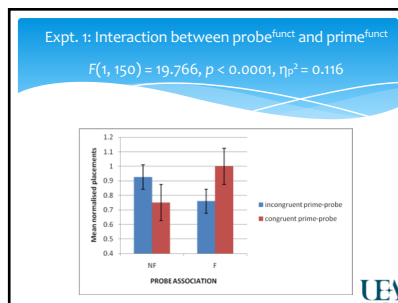 Expt. 1: Interaction between probe^funct and prime^funct
F(1, 150) = 19.766, p < 0.0001, ηp² = 0.116
1.2
1.1
1
0.9
0.8
0.7
0.6
0.5
0.4
Mean normalised placements
NF
F
PROBE ASSOCIATION
incongruent prime-probe
congruent prime-probe
UEA